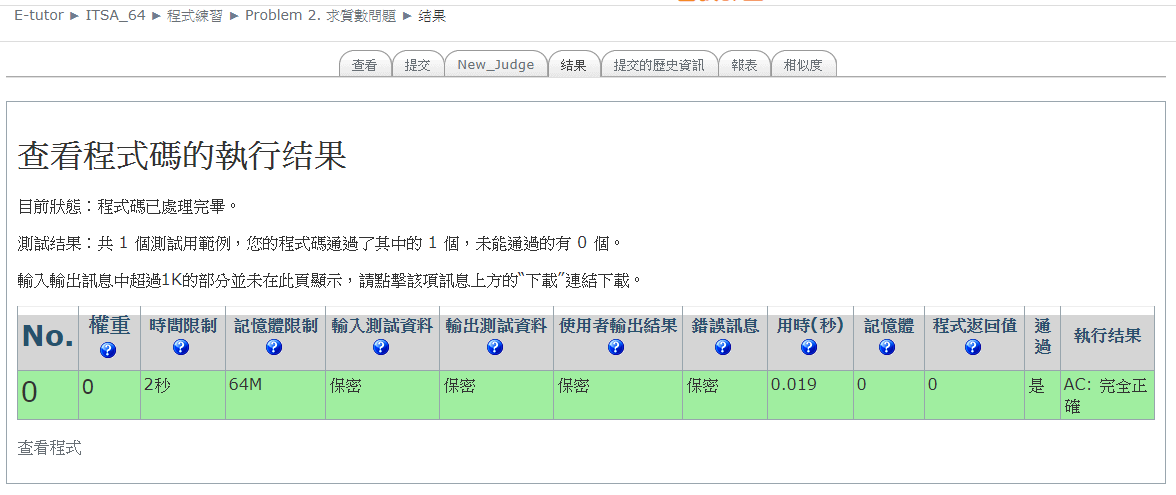 E-tutor ► ITSA_64 ► 程式練習 ► Problem 2. 求質數問題 ► 結果
查看 提交 New_Judge 結果 提交的歷史資訊 報表 相似度
查看程式碼的執行结果
目前狀態：程式碼已處理完畢。
測試结果：共 1 個測試用範例，您的程式碼通過了其中的 1 個，未能通過的有 0 個。
輸入輸出訊息中超過1K的部分並未在此頁顯示，請點擊該項訊息上方的“下載”連结下載。
No. 權重 時間限制 記憶體限制 輸入測試資料 輸出測試資料 使用者輸出結果 錯誤訊息 用時(秒) 記憶體 程式返回值 通過 執行結果
0 0 2秒 64M 保密 保密 保密 保密 0.019 0 0 是 AC: 完全正確
查看程式